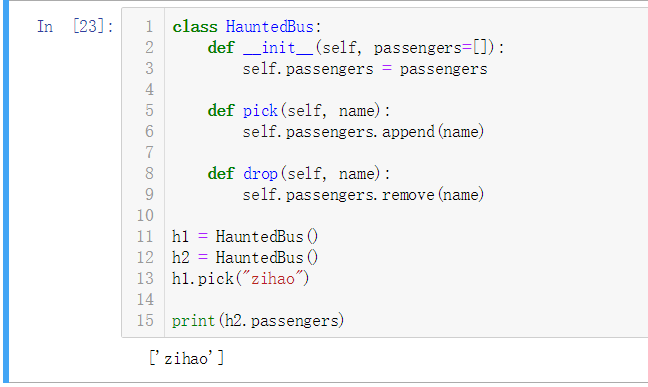 In [23]:
1 class HauntedBus:
2     def __init__(self, passengers=[]):
3         self.passengers = passengers
4
5     def pick(self, name):
6         self.passengers.append(name)
7
8     def drop(self, name):
9         self.passengers.remove(name)
10
11 h1 = HauntedBus()
12 h2 = HauntedBus()
13 h1.pick("zihao")
14
15 print(h2.passengers)
['zihao']